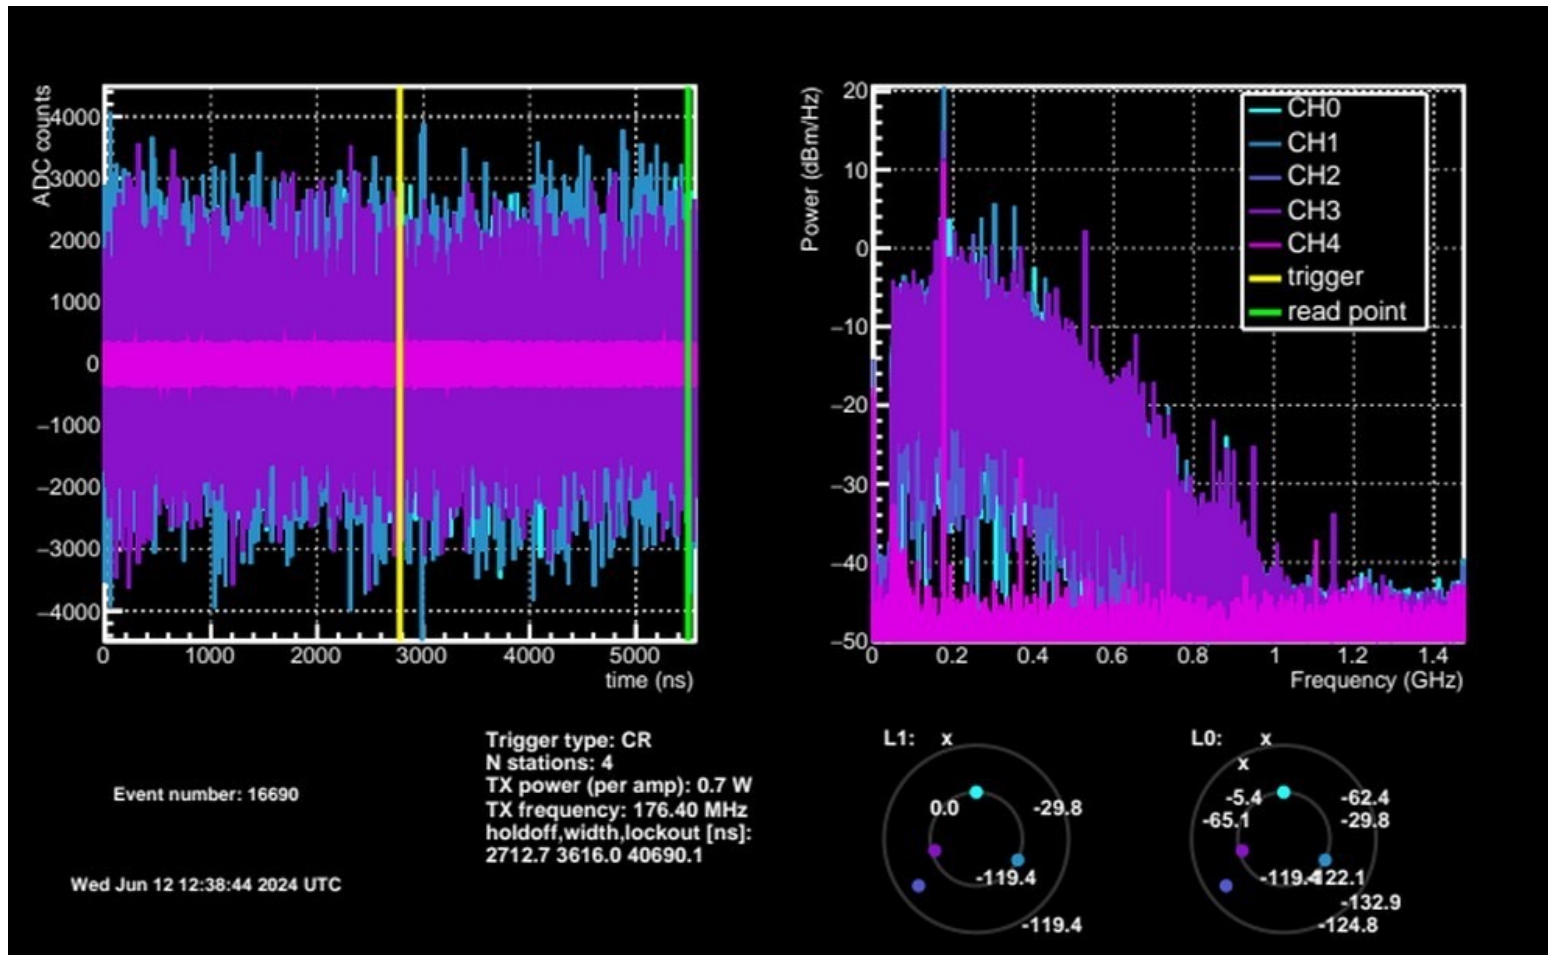 ADC counts
4000
3000
2000
1000
0
−1000
−2000
−3000
−4000
0 1000 2000 3000 4000 5000
time (ns)
Power (dBm/Hz)
20
10
0
−10
−20
−30
−40
−50
0 0.2 0.4 0.6 0.8 1 1.2 1.4
Frequency (GHz)
CH0
CH1
CH2
CH3
CH4
trigger
read point
Event number: 16690
Wed Jun 12 12:38:44 2024 UTC
Trigger type: CR
N stations: 4
TX power (per amp): 0.7 W
TX frequency: 176.40 MHz
holdoff,width,lockout [ns]:
2712.7 3616.0 40690.1
L1: x
0.0 -29.8
-119.4
-119.4
L0: x
x
-5.4 -62.4
-65.1 -29.8
-119.4 -122.1
-132.9
-124.8